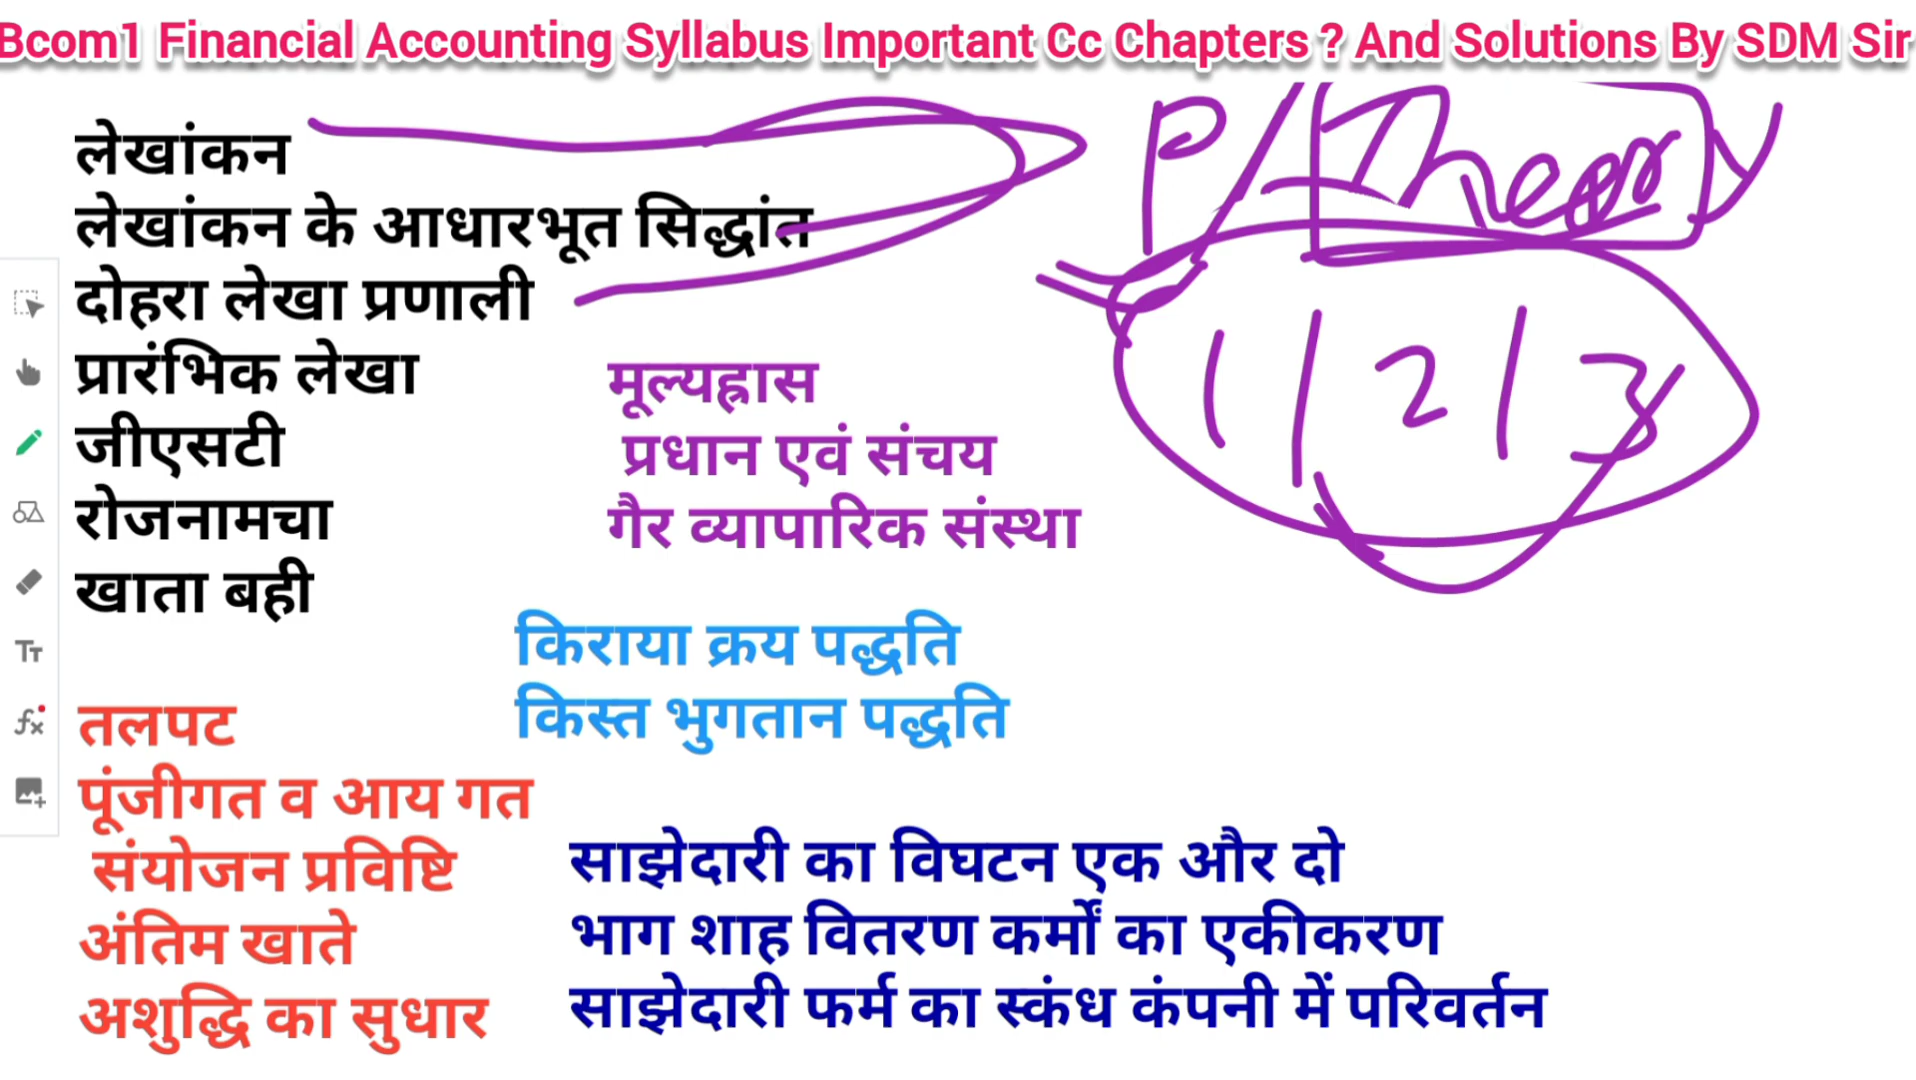 Bcom1 Financial Accounting Syllabus Important Cc Chapters ? And Solutions By SDM Sir
P/Theory
1/2/3
लेखांकन
लेखांकन के आधारभूत सिद्धांत
दोहरा लेखा प्रणाली
प्रारंभिक लेखा
जीएसटी
रोजनामचा
खाता बही
मूल्यह्रास
प्रधान एवं संचय
गैर व्यापारिक संस्था
किराया क्रय पद्धति
किस्त भुगतान पद्धति
तलपट
पूंजीगत व आय गत
संयोजन प्रविष्टि
अंतिम खाते
अशुद्धि का सुधार
साझेदारी का विघटन एक और दो
भाग शाह वितरण कर्मों का एकीकरण
साझेदारी फर्म का स्कंध कंपनी में परिवर्तन
Tт
fx